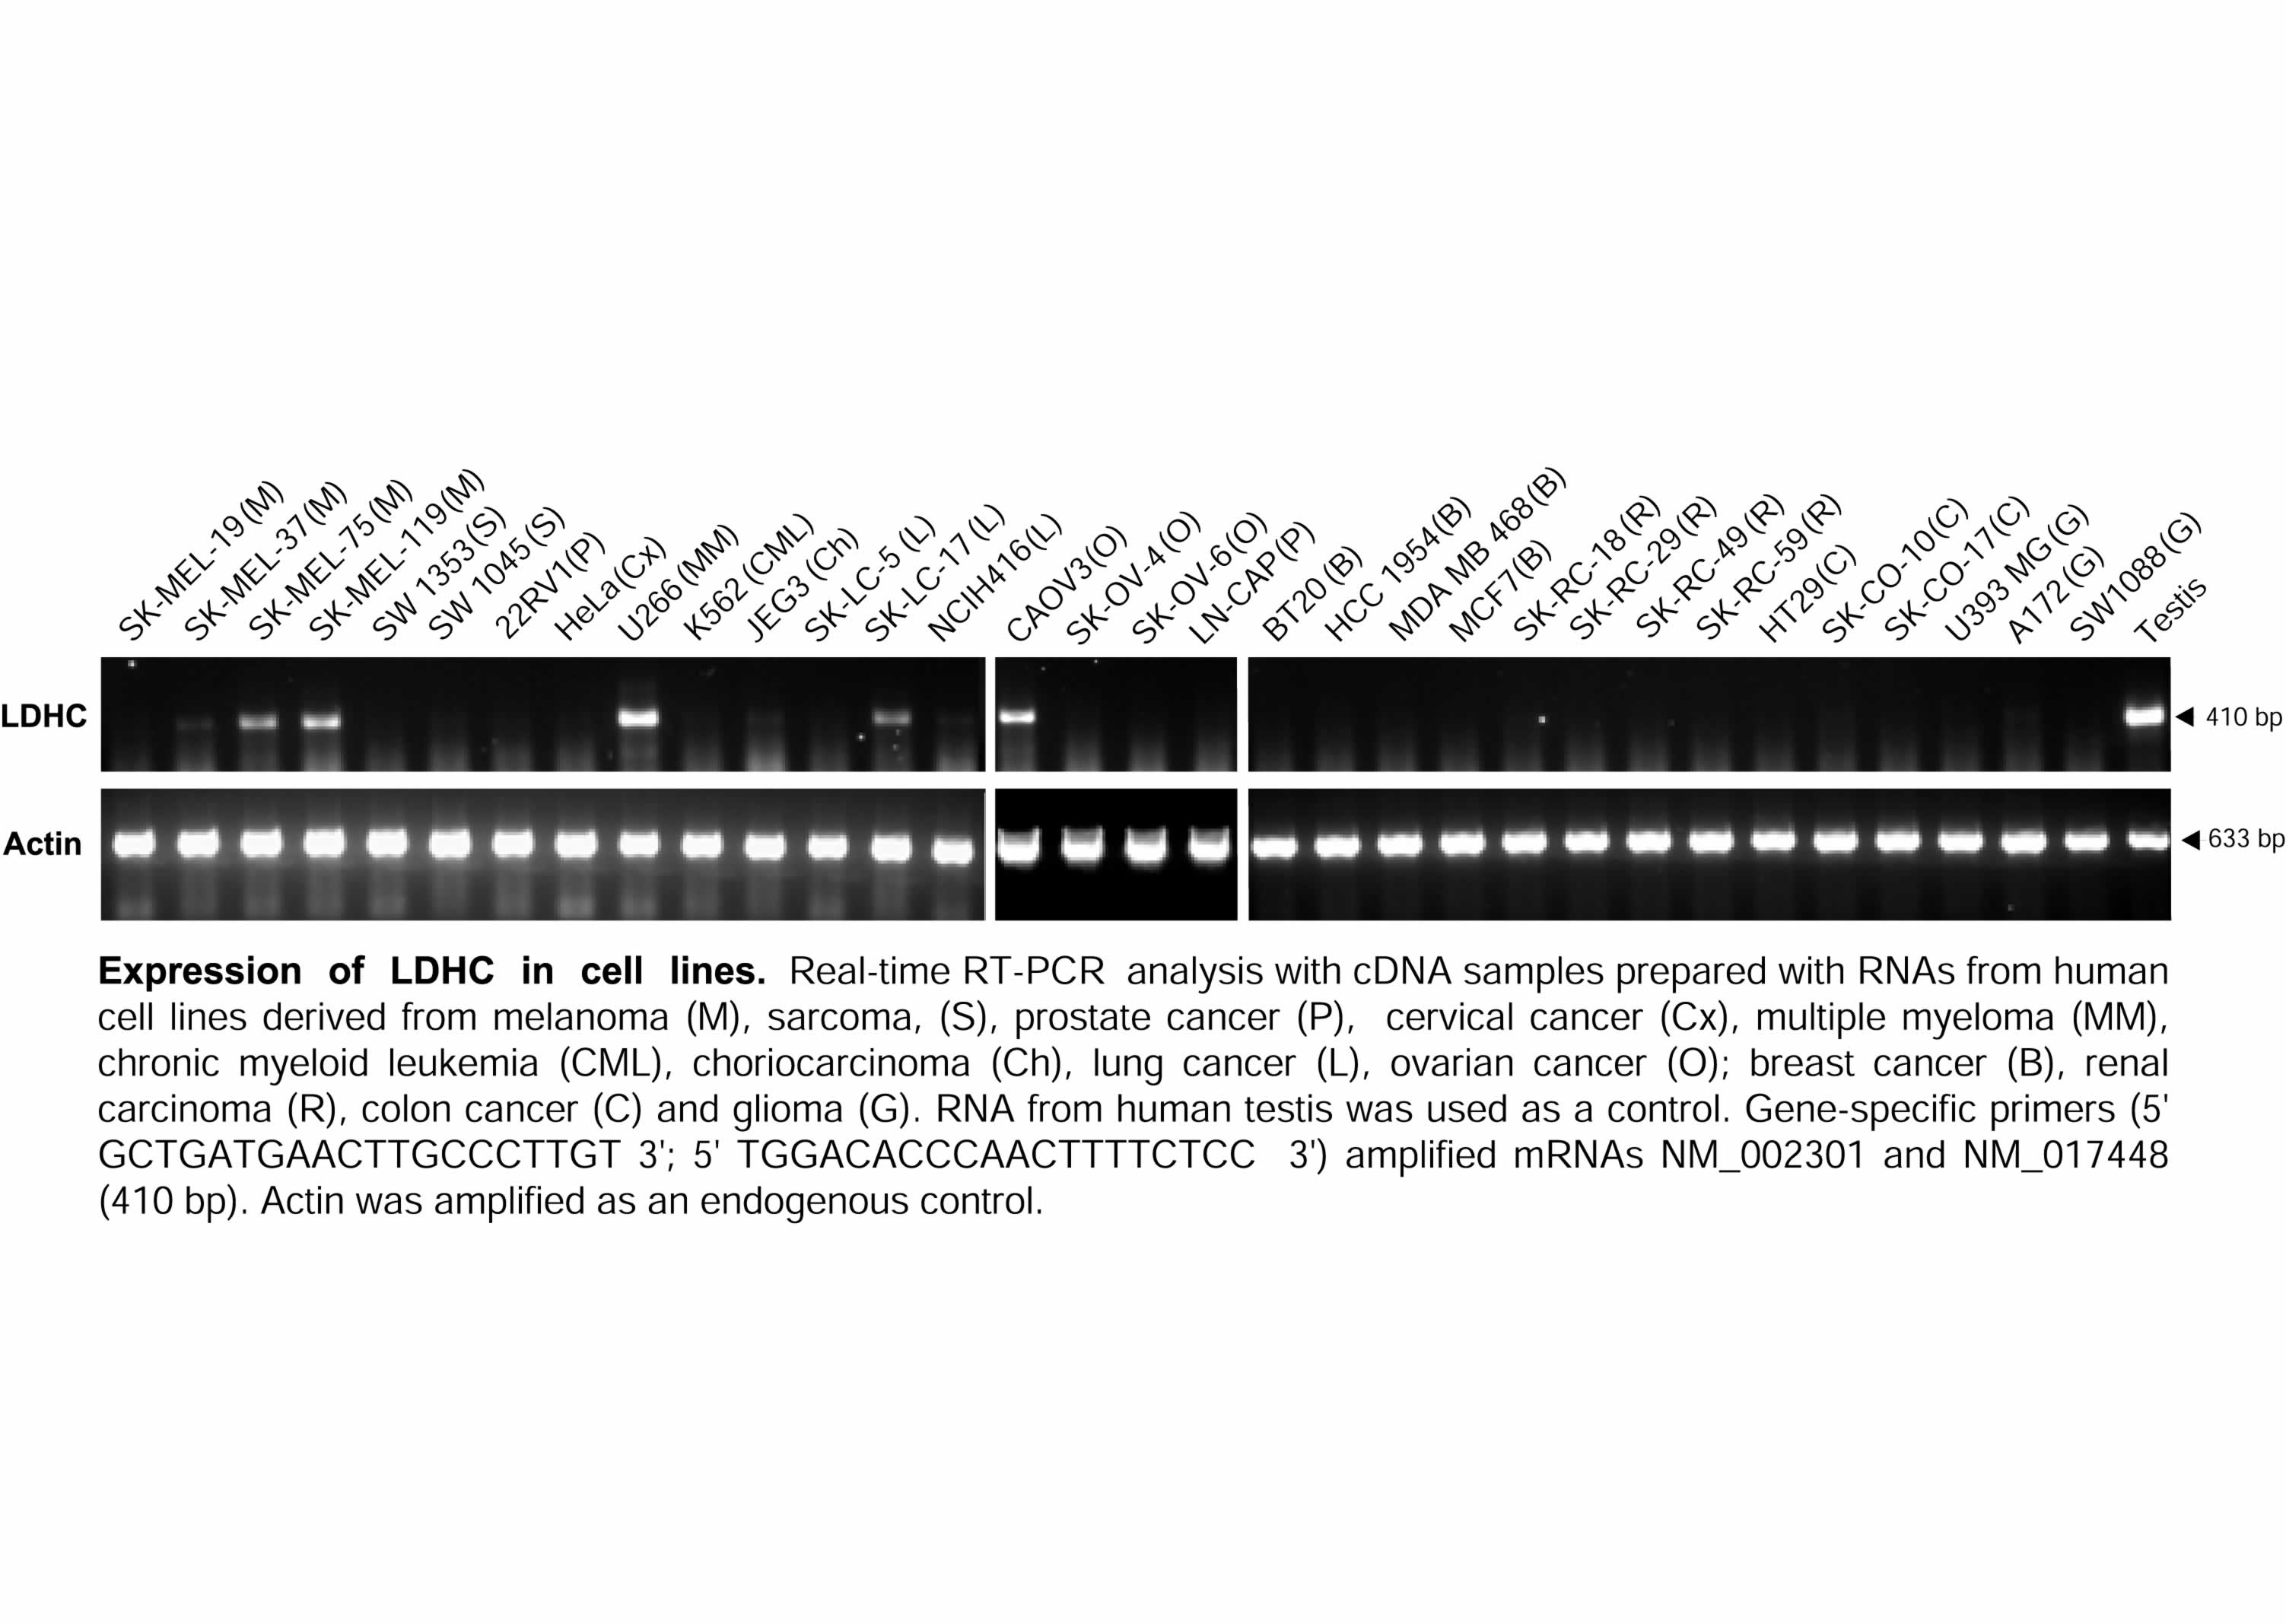 SK-MEL-19 (M)
SK-MEL-37 (M)
SK-MEL-75 (M)
SK-MEL-119 (M)
SW 1353 (S)
SW 1045 (S)
22RV1 (P)
HeLa (Cx)
U266 (MM)
K562 (CML)
JEG3 (Ch)
SK-LC-5 (L)
SK-LC-17 (L)
NCIH416 (L)
CAOV3 (O)
SK-OV-4 (O)
SK-OV-6 (O)
LN-CAP (P)
BT20 (B)
HCC 1954 (B)
MDA MB 468 (B)
MCF7 (B)
SK-RC-18 (R)
SK-RC-29 (R)
SK-RC-49 (R)
SK-RC-59 (R)
HT29 (C)
SK-CO-10 (C)
SK-CO-17 (C)
U393 MG (G)
A172 (G)
SW1088 (G)
Testis
LDHC
410 bp
Actin
633 bp
Expression of LDHC in cell lines. Real-time RT-PCR analysis with cDNA samples prepared with RNAs from human
cell lines derived from melanoma (M), sarcoma, (S), prostate cancer (P), cervical cancer (Cx), multiple myeloma (MM),
chronic myeloid leukemia (CML), choriocarcinoma (Ch), lung cancer (L), ovarian cancer (O); breast cancer (B), renal
carcinoma (R), colon cancer (C) and glioma (G). RNA from human testis was used as a control. Gene-specific primers (5'
GCTGATGAACTTGCCCTTGT 3'; 5' TGGACACCCAACTTTTCTCC 3') amplified mRNAs NM_002301 and NM_017448
(410 bp). Actin was amplified as an endogenous control.